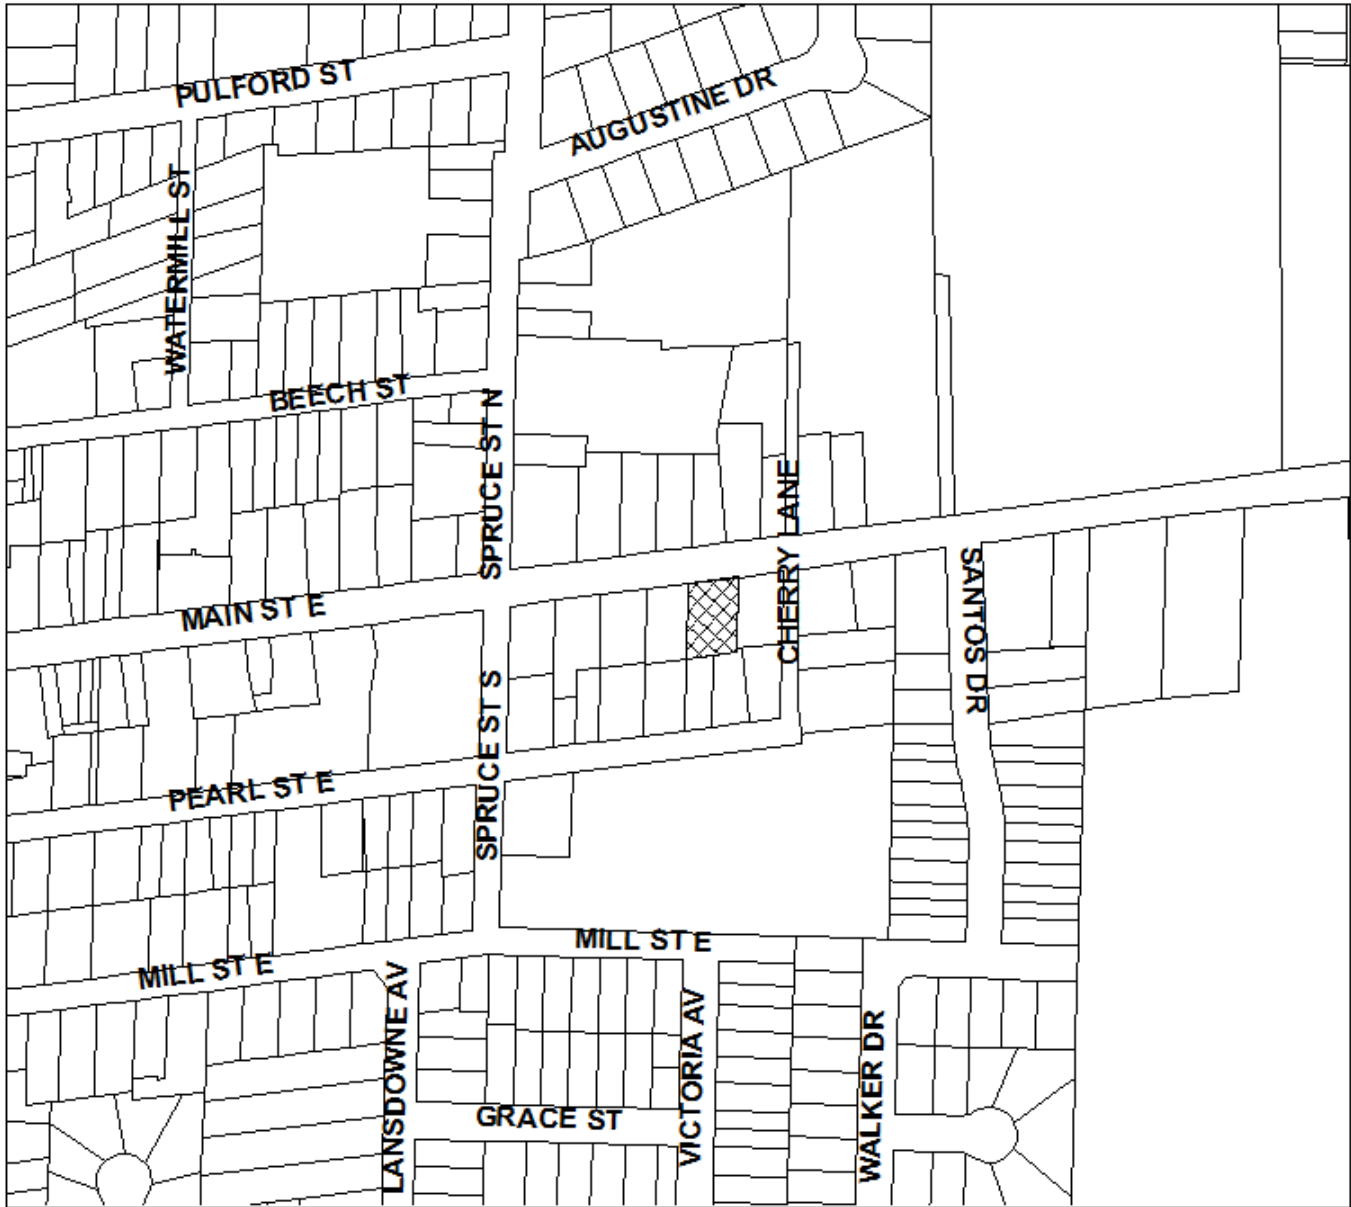 PULFORD ST
AUGUSTINE DR
WATERMILL ST
BEECH ST
SPRUCE ST N
CHERRY LANE
MAIN ST E
SANTOS DR
SPRUCE ST S
PEARL ST E
MILL ST E
MILL ST E
LANSDOWNE AV
VICTORIA AV
WALKER DR
GRACE ST